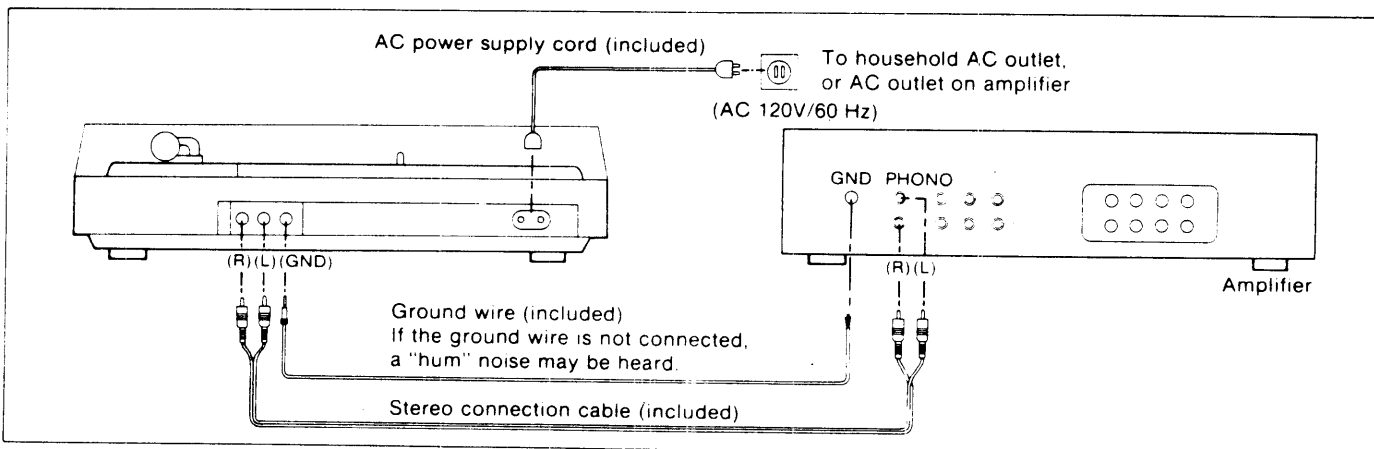 AC power supply cord (included)
To household AC outlet,
or AC outlet on amplifier
(AC 120V/60 Hz)
GND PHONO
(R) (L) (GND)
(R) (L)
Amplifier
Ground wire (included)
If the ground wire is not connected,
a "hum" noise may be heard.
Stereo connection cable (included)